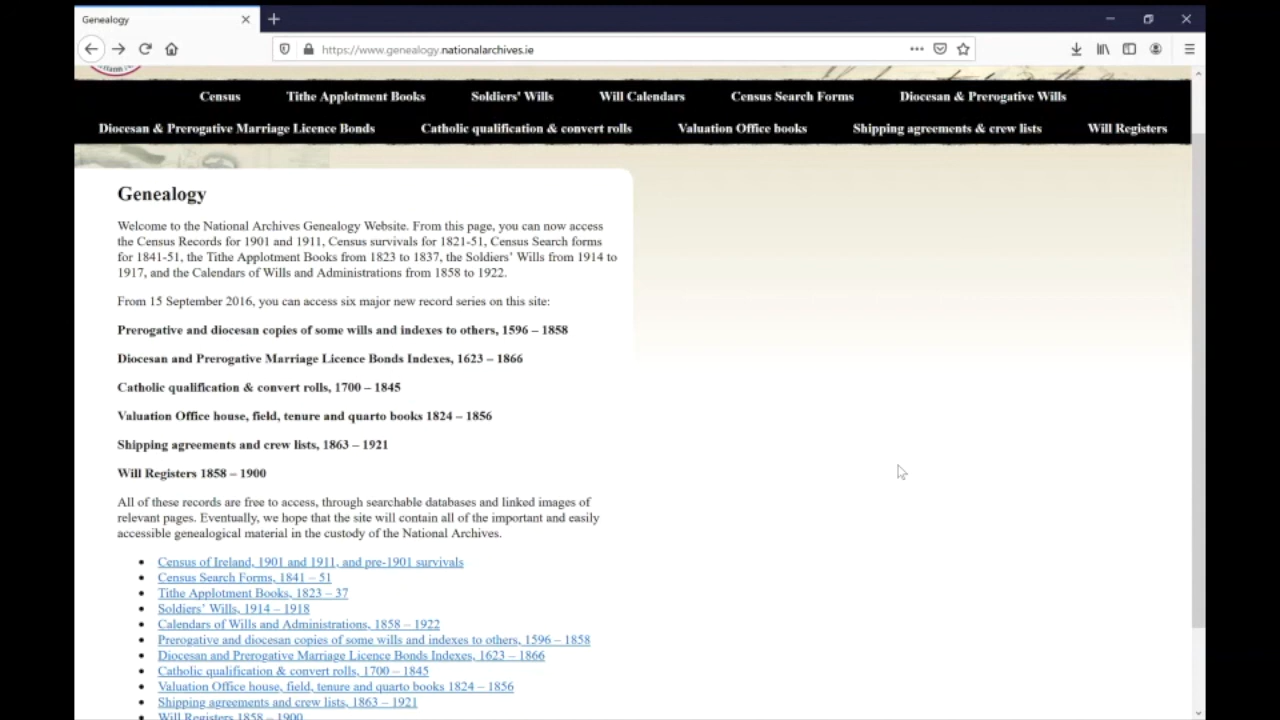 Genealogy
https://www.genealogy.nationalarchives.ie
Census Tithe Applotment Books Soldiers' Wills Will Calendars Census Search Forms Diocesan & Prerogative Wills
Diocesan & Prerogative Marriage Licence Bonds Catholic qualification & convert rolls Valuation Office books Shipping agreements & crew lists Will Registers
Genealogy
Welcome to the National Archives Genealogy Website. From this page, you can now access
the Census Records for 1901 and 1911, Census survivals for 1821-51, Census Search forms
for 1841-51, the Tithe Applotment Books from 1823 to 1837, the Soldiers' Wills from 1914 to
1917, and the Calendars of Wills and Administrations from 1858 to 1922.
From 15 September 2016, you can access six major new record series on this site:
Prerogative and diocesan copies of some wills and indexes to others, 1596 – 1858
Diocesan and Prerogative Marriage Licence Bonds Indexes, 1623 – 1866
Catholic qualification & convert rolls, 1700 – 1845
Valuation Office house, field, tenure and quarto books 1824 – 1856
Shipping agreements and crew lists, 1863 – 1921
Will Registers 1858 – 1900
All of these records are free to access, through searchable databases and linked images of
relevant pages. Eventually, we hope that the site will contain all of the important and easily
accessible genealogical material in the custody of the National Archives.
• Census of Ireland, 1901 and 1911, and pre-1901 survivals
• Census Search Forms, 1841 – 51
• Tithe Applotment Books, 1823 – 37
• Soldiers' Wills, 1914 – 1918
• Calendars of Wills and Administrations, 1858 – 1922
• Prerogative and diocesan copies of some wills and indexes to others, 1596 – 1858
• Diocesan and Prerogative Marriage Licence Bonds Indexes, 1623 – 1866
• Catholic qualification & convert rolls, 1700 – 1845
• Valuation Office house, field, tenure and quarto books 1824 – 1856
• Shipping agreements and crew lists, 1863 – 1921
• Will Registers 1858 – 1900